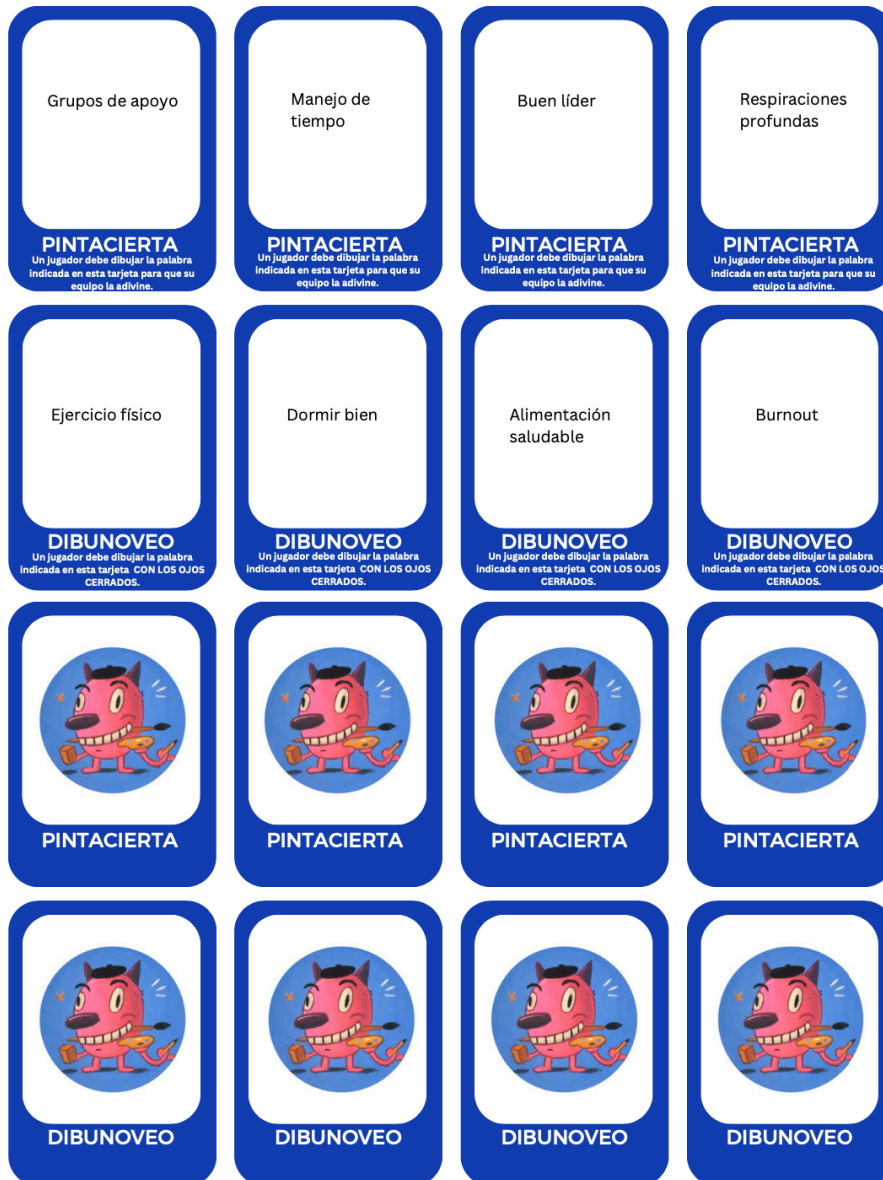 Grupos de apoyo
PINTACIERTA
Un jugador debe dibujar la palabra
indicada en esta tarjeta para que su
equipo la adivine.
Manejo de
tiempo
PINTACIERTA
Un jugador debe dibujar la palabra
indicada en esta tarjeta para que su
equipo la adivine.
Buen líder
PINTACIERTA
Un jugador debe dibujar la palabra
indicada en esta tarjeta para que su
equipo la adivine.
Respiraciones
profundas
PINTACIERTA
Un jugador debe dibujar la palabra
indicada en esta tarjeta para que su
equipo la adivine.
Ejercicio físico
DIBUNOVEO
Un jugador debe dibujar la palabra
indicada en esta tarjeta CON LOS OJOS
CERRADOS.
Dormir bien
DIBUNOVEO
Un jugador debe dibujar la palabra
indicada en esta tarjeta CON LOS OJOS
CERRADOS.
Alimentación
saludable
DIBUNOVEO
Un jugador debe dibujar la palabra
indicada en esta tarjeta CON LOS OJOS
CERRADOS.
Burnout
DIBUNOVEO
Un jugador debe dibujar la palabra
indicada en esta tarjeta CON LOS OJOS
CERRADOS.
PINTACIERTA
PINTACIERTA
PINTACIERTA
PINTACIERTA
DIBUNOVEO
DIBUNOVEO
DIBUNOVEO
DIBUNOVEO